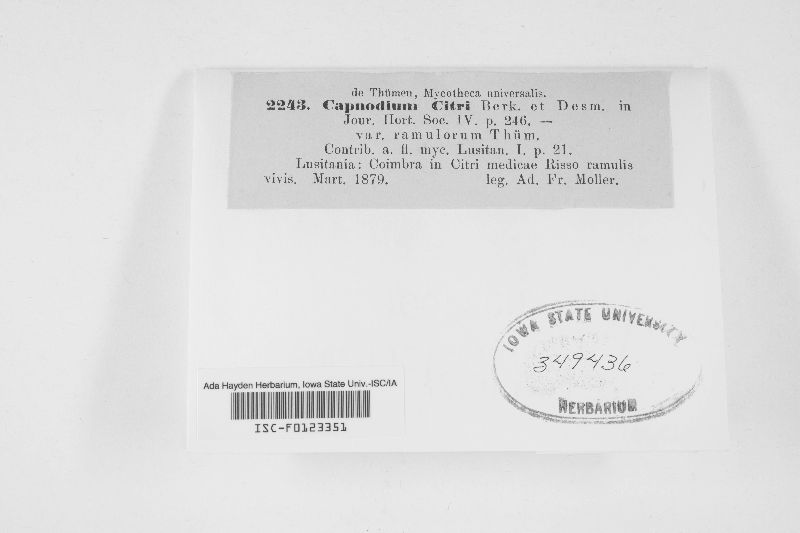 de Thümen, Mycotheca universalis.
2243. Capnodium Citri Berk. et Desm. in
Jour. Hort. Soc. IV. p. 246. —
var. ramulorum Thüm.
Contrib. a. fl. myc. Lusitan. I. p. 21.
Lusitania: Coimbra in Citri medicae Risso ramulis
vivis. Mart. 1879. leg. Ad. Fr. Moller.
IOWA STATE UNIVERSITY
349436
HERBARIUM
Ada Hayden Herbarium, Iowa State Univ.-ISC/IA
ISC-F0123351